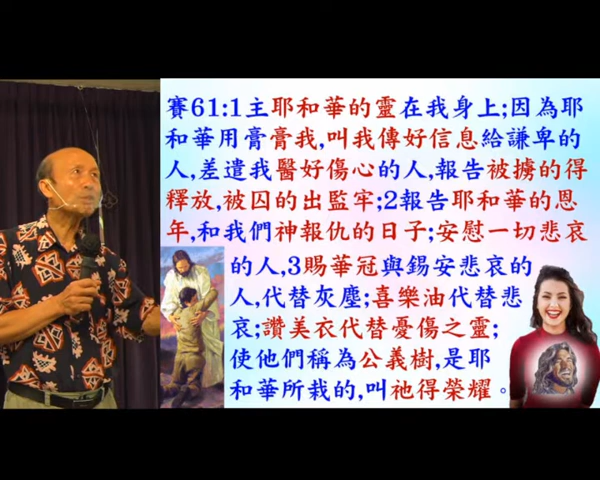 賽61:1主耶和華的靈在我身上;因為耶
和華用膏膏我,叫我傳好信息給謙卑的
人,差遣我醫好傷心的人,報告被擄的得
釋放,被囚的出監牢;2報告耶和華的恩
年,和我們神報仇的日子;安慰一切悲哀
的人,3賜華冠與錫安悲哀的
人,代替灰塵;喜樂油代替悲
哀;讚美衣代替憂傷之靈;
使他們稱為公義樹,是耶
和華所栽的,叫祂得榮耀。